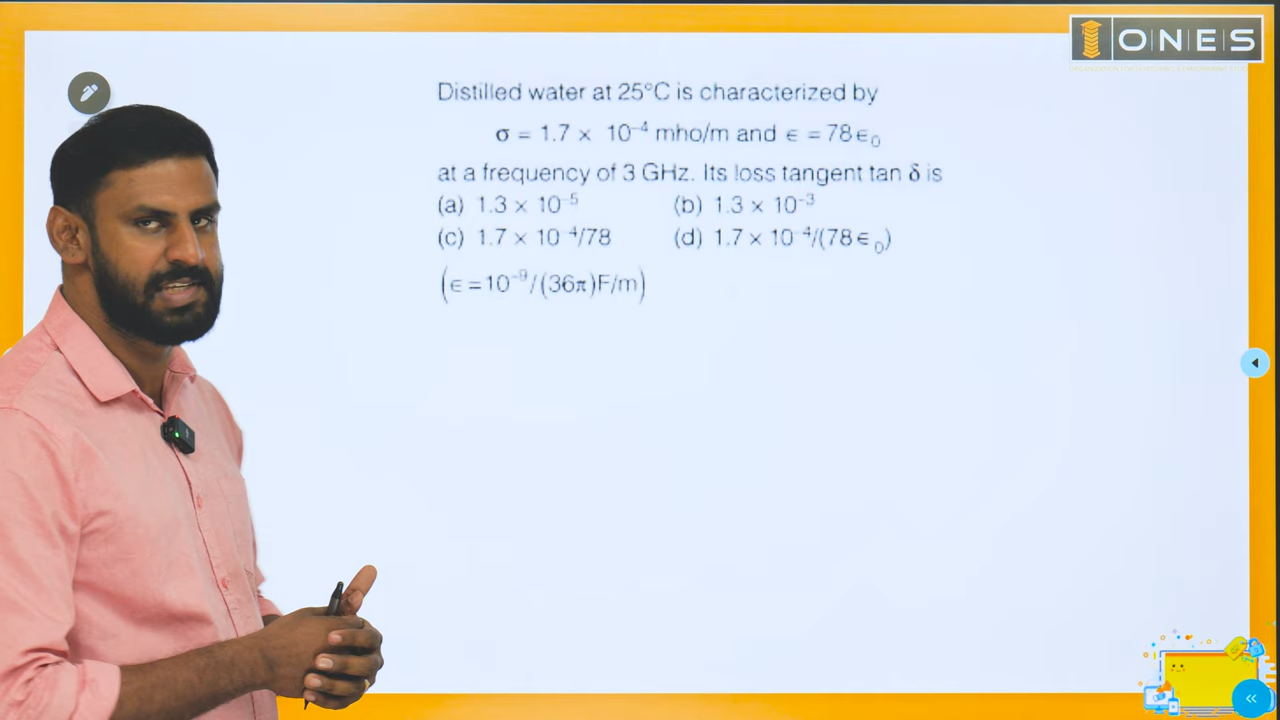 ONES
Distilled water at 25°C is characterized by
σ = 1.7 × 10⁻⁴ mho/m and ϵ = 78ϵ₀
at a frequency of 3 GHz. Its loss tangent tan δ is
(a) 1.3 × 10⁻⁵ (b) 1.3 × 10⁻³
(c) 1.7 × 10⁻⁴/78 (d) 1.7 × 10⁻⁴/(78ϵ₀)
(ϵ = 10⁻⁹/(36π)F/m)